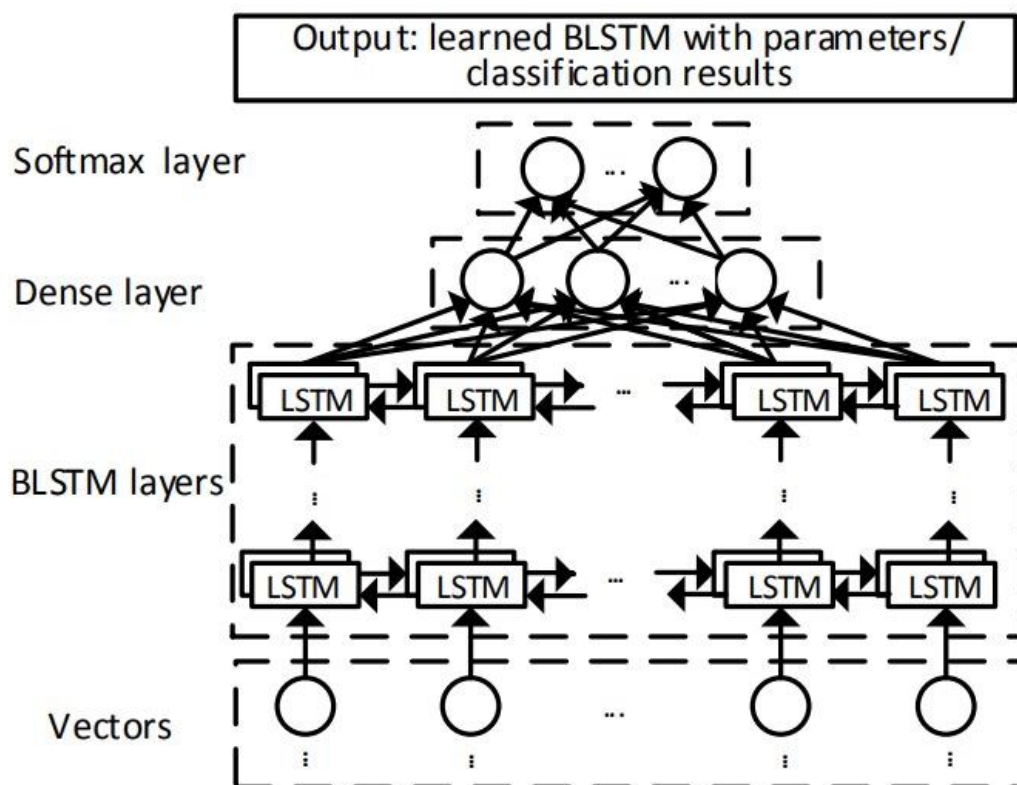 Output: learned BLSTM with parameters/
classification results
Softmax layer
...
Dense layer
...
LSTM LSTM ... LSTM LSTM
BLSTM layers
... ... ... ...
LSTM LSTM ... LSTM LSTM
Vectors
...
... ... ... ...